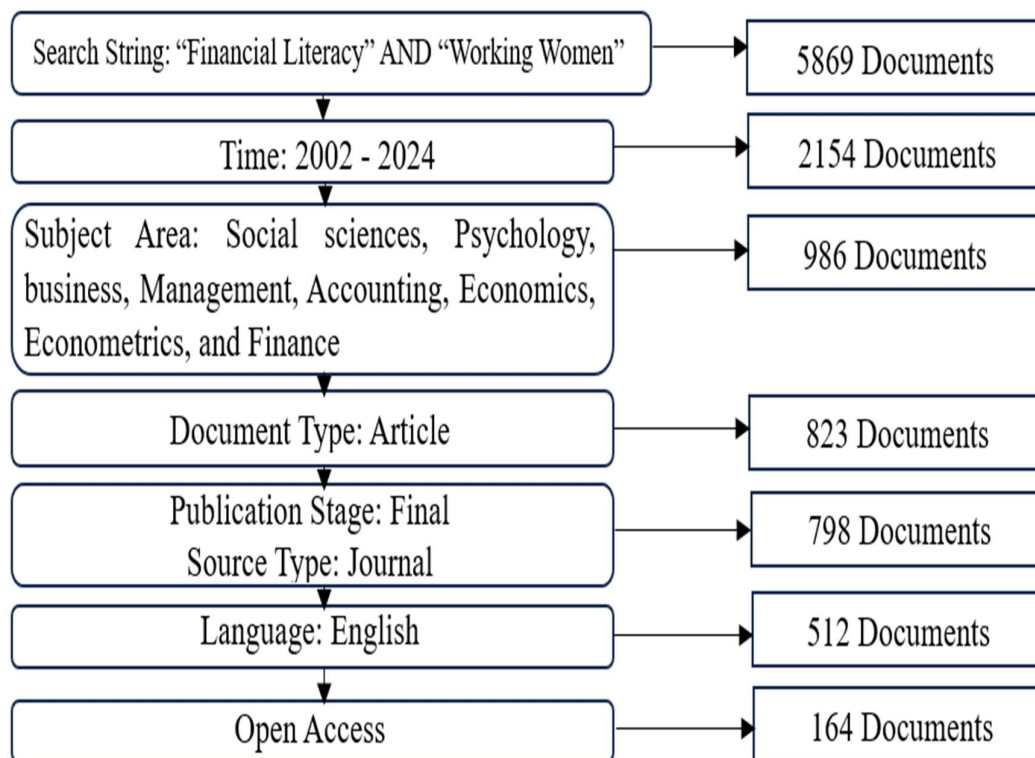 Search String: “Financial Literacy” AND “Working Women”
5869 Documents
Time: 2002 - 2024
2154 Documents
Subject Area: Social sciences, Psychology,
business, Management, Accounting, Economics,
Econometrics, and Finance
986 Documents
Document Type: Article
823 Documents
Publication Stage: Final
Source Type: Journal
798 Documents
Language: English
512 Documents
Open Access
164 Documents